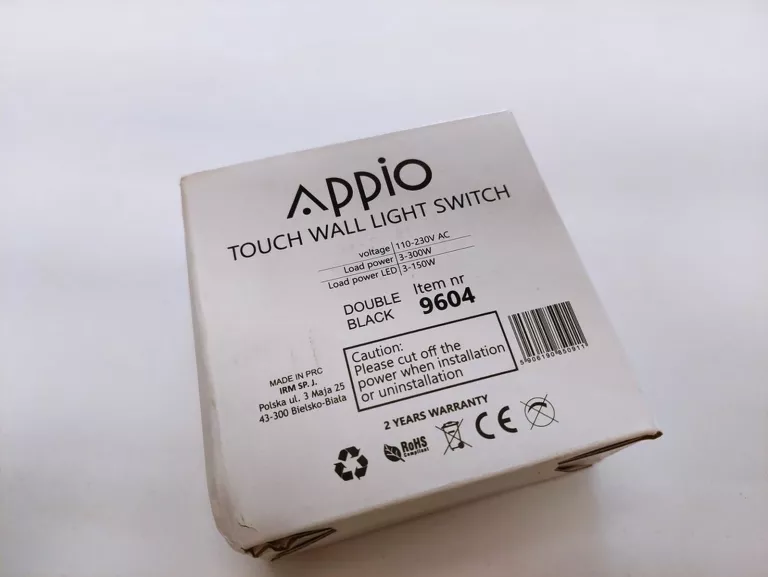 APPiO
TOUCH WALL LIGHT SWITCH
voltage 110-230V AC
Load power 3-300W
Load power LED 3-150W
DOUBLE
BLACK
Item nr
9604
MADE IN PRC
IRM SP. J.
Polska ul. 3 Maja 25
43-300 Bielsko-Biała
Caution:
Please cut off the
power when installation
or uninstallation
5906190850911
2 YEARS WARRANTY
RoHS
Compliant
CE